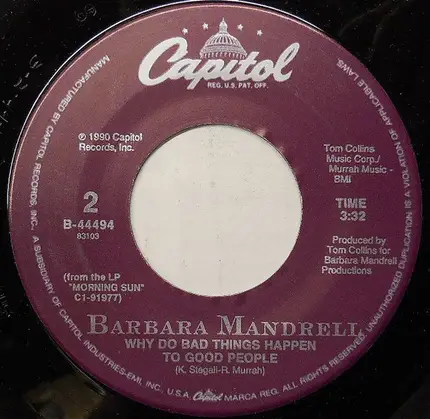 Capitol
REG. U.S. PAT. OFF.
℗ 1990 Capitol
Records, Inc.
2
B-44494
83103
(from the LP
"MORNING SUN"
C1-91977)
Tom Collins
Music Corp./
Murrah Music -
BMI
TIME
3:32
Produced by
Tom Collins for
Barbara Mandrell
Productions
BARBARA MANDRELL
WHY DO BAD THINGS HAPPEN
TO GOOD PEOPLE
(K. Stegall-R. Murrah)
MANUFACTURED BY CAPITOL RECORDS, INC. A SUBSIDIARY OF CAPITOL INDUSTRIES-EMI, INC., U.S.A. Capitol MARCA REG. ALL RIGHTS RESERVED. UNAUTHORIZED DUPLICATION IS A VIOLATION OF APPLICABLE LAWS.